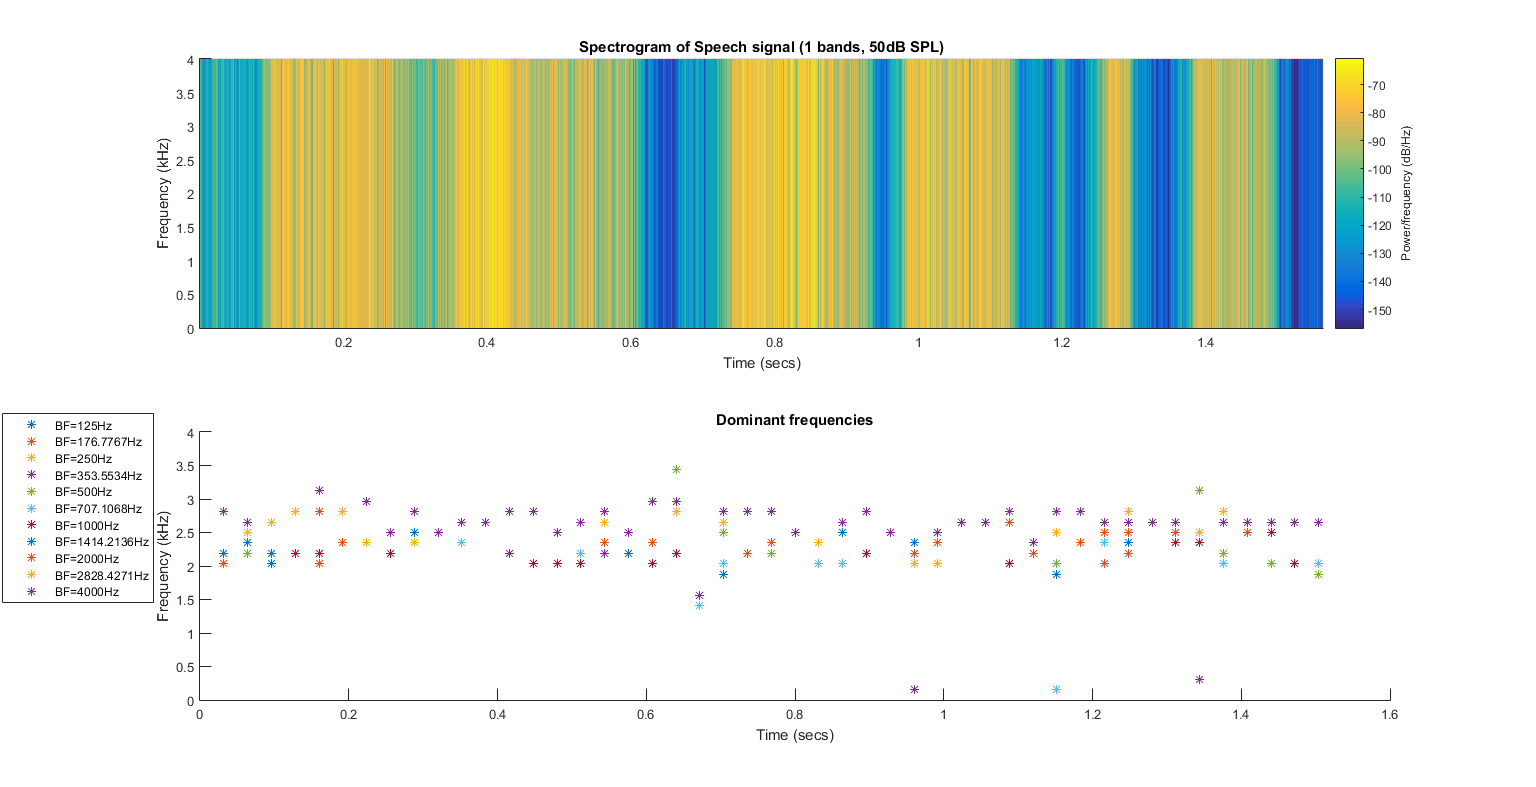 Spectrogram of Speech signal (1 bands, 50dB SPL)
Frequency (kHz)
4
3.5
3
2.5
2
1.5
1
0.5
0
0.2 0.4 0.6 0.8 1 1.2 1.4
Time (secs)
-70
-80
-90
-100
-110
-120
-130
-140
-150
Power/frequency (dB/Hz)
Dominant frequencies
BF=125Hz
BF=176.7767Hz
BF=250Hz
BF=353.5534Hz
BF=500Hz
BF=707.1068Hz
BF=1000Hz
BF=1414.2136Hz
BF=2000Hz
BF=2828.4271Hz
BF=4000Hz
Frequency (kHz)
4
3.5
3
2.5
2
1.5
1
0.5
0
0 0.2 0.4 0.6 0.8 1 1.2 1.4 1.6
Time (secs)